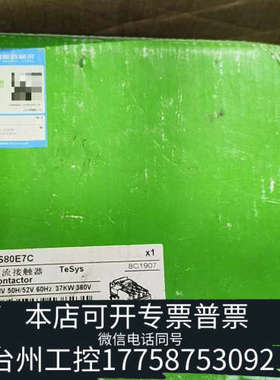 S80E7C
流接触器 TeSys
x1
ontactor
8C1907
V 50H/52V 60Hz 37KW 380V
本店可开专票普票
微信电话同号
台州工控17758753092